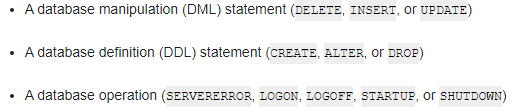 • A database manipulation (DML) statement (DELETE, INSERT, or UPDATE)
• A database definition (DDL) statement (CREATE, ALTER, or DROP)
• A database operation (SERVERERROR, LOGON, LOGOFF, STARTUP, or SHUTDOWN)